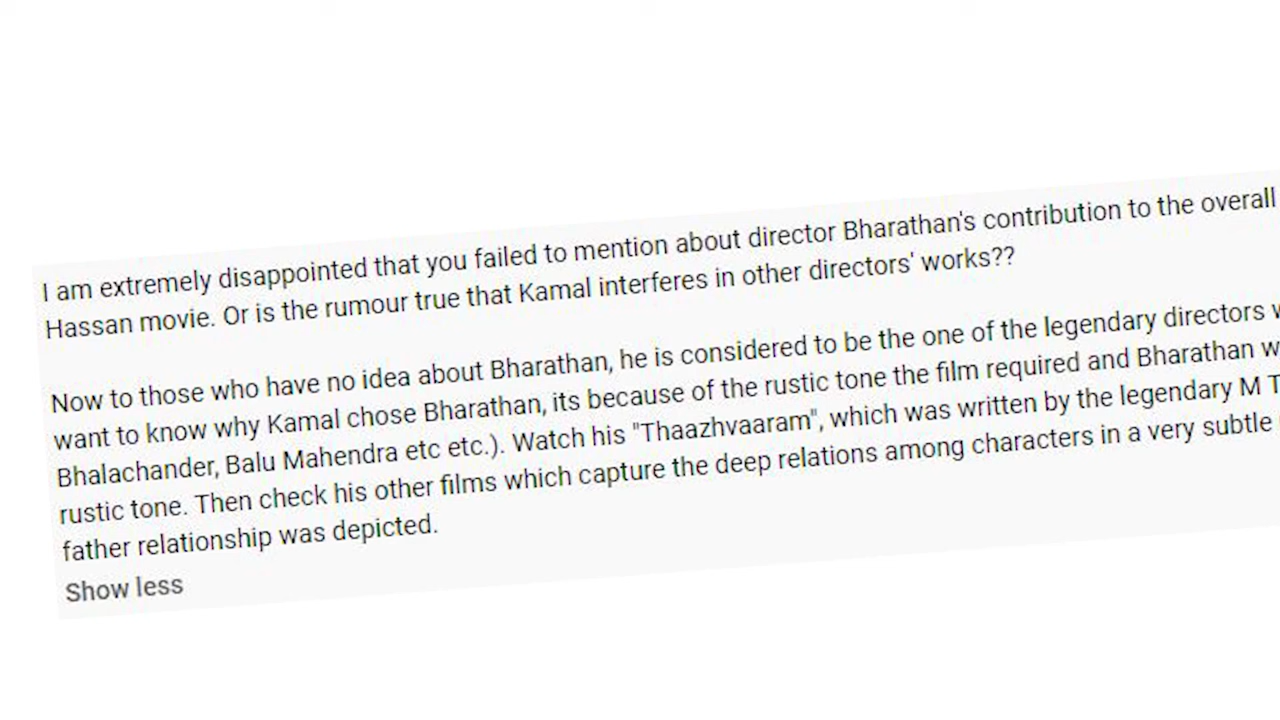 I am extremely disappointed that you failed to mention about director Bharathan's contribution to the overall
Hassan movie. Or is the rumour true that Kamal interferes in other directors' works??
Now to those who have no idea about Bharathan, he is considered to be the one of the legendary directors
want to know why Kamal chose Bharathan, its because of the rustic tone the film required and Bharathan
Bhalachander, Balu Mahendra etc etc.). Watch his "Thaazhvaaram", which was written by the legendary M T
rustic tone. Then check his other films which capture the deep relations among characters in a very subtle
father relationship was depicted.
Show less